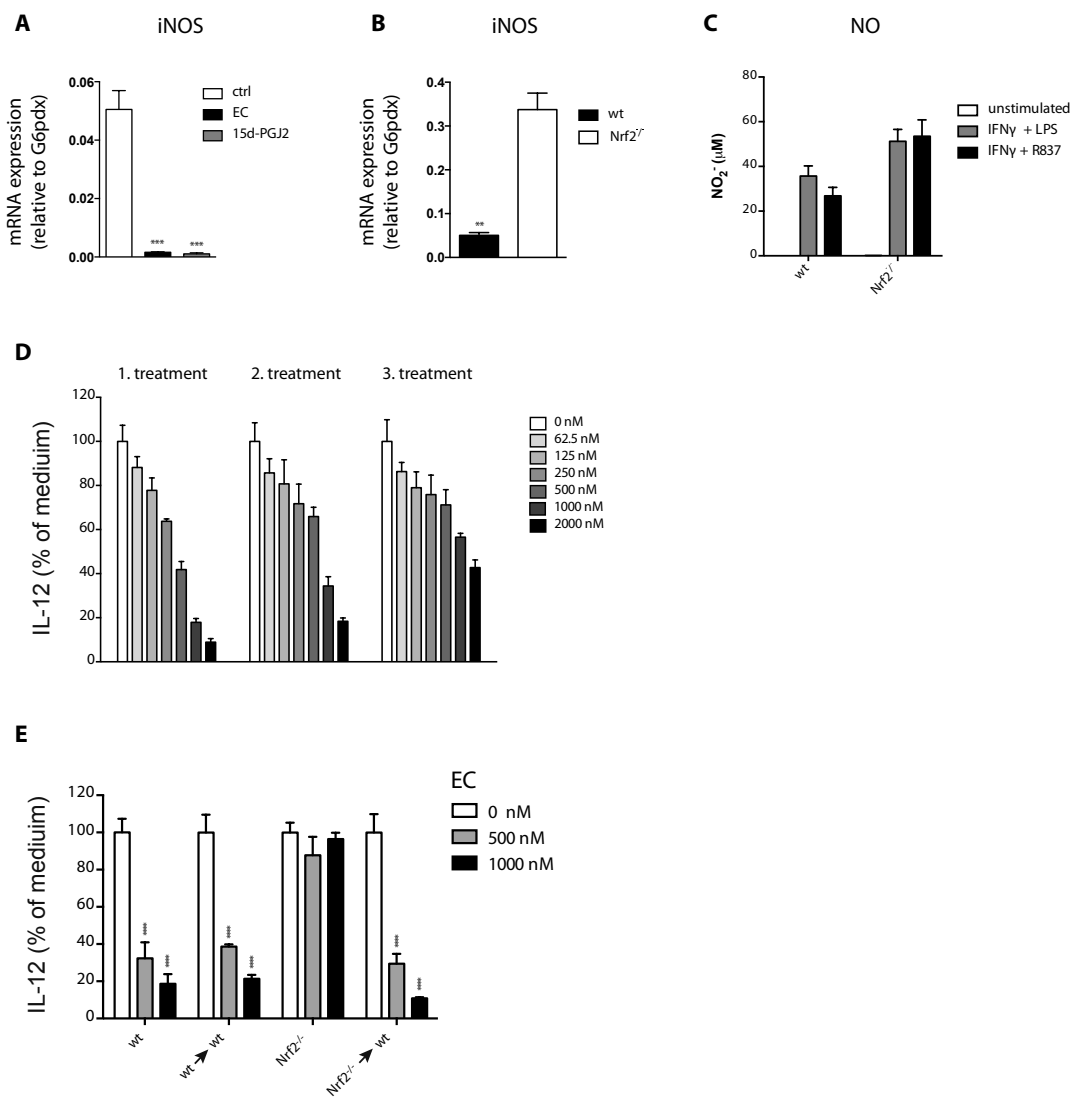 A iNOS
mRNA expression
(relative to G6pdx)
0.06
0.04
0.02
0.00
***
***
ctrl
EC
15d-PGJ2
B iNOS
mRNA expression
(relative to G6pdx)
0.4
0.3
0.2
0.1
0.0
**
wt
Nrf2-/-
C NO
NO2- (µM)
80
60
40
20
0
wt
Nrf2-/-
unstimulated
IFNγ + LPS
IFNγ + R837
D
1. treatment 2. treatment 3. treatment
IL-12 (% of mediuim)
120
100
80
60
40
20
0
0 nM
62.5 nM
125 nM
250 nM
500 nM
1000 nM
2000 nM
E
IL-12 (% of mediuim)
120
100
80
60
40
20
0
****
****
****
****
****
****
wt
wt → wt
Nrf2-/-
Nrf2-/- → wt
EC
0 nM
500 nM
1000 nM